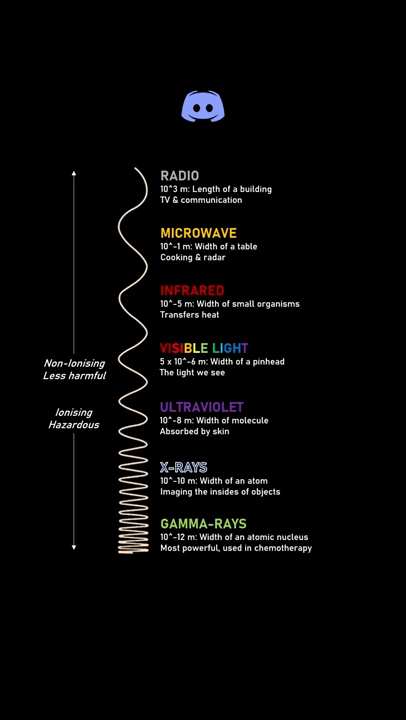 RADIO
10^3 m: Length of a building
TV & communication
MICROWAVE
10^-1 m: Width of a table
Cooking & radar
INFRARED
10^-5 m: Width of small organisms
Transfers heat
VISIBLE LIGHT
5 x 10^-6 m: Width of a pinhead
The light we see
Non-Ionising
Less harmful
Ionising
Hazardous
ULTRAVIOLET
10^-8 m: Width of molecule
Absorbed by skin
X-RAYS
10^-10 m: Width of an atom
Imaging the insides of objects
GAMMA-RAYS
10^-12 m: Width of an atomic nucleus
Most powerful, used in chemotherapy